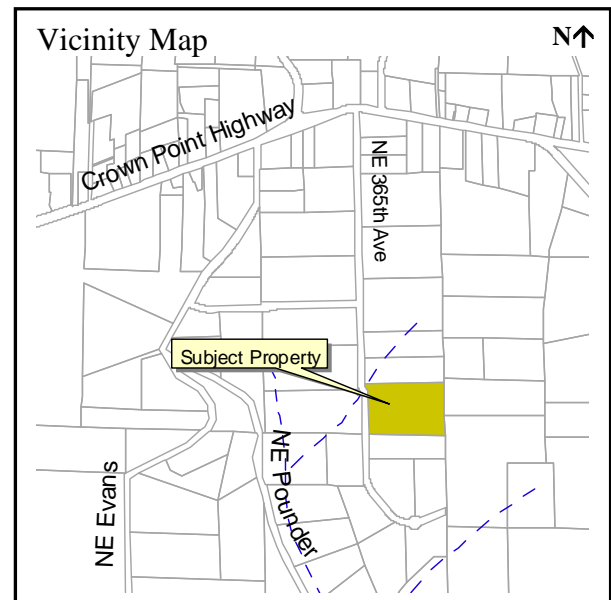 Vicinity Map
N↑
Crown Point Highway
NE 365th Ave
Subject Property
NE Evans
NE Pounder